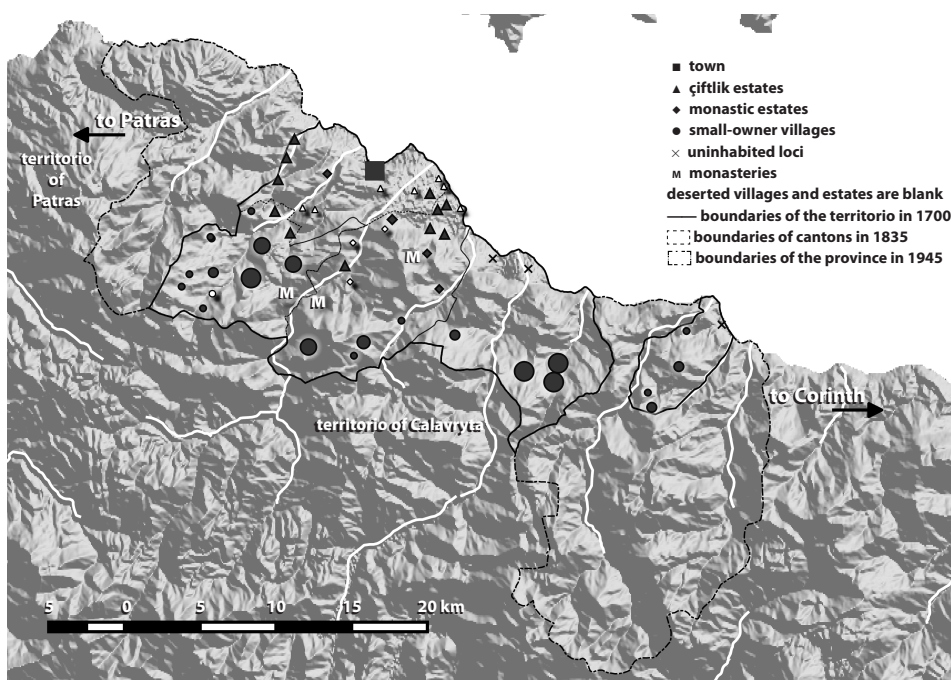 town
çiftlik estates
monastic estates
small-owner villages
uninhabited loci
M monasteries
deserted villages and estates are blank
boundaries of the territorio in 1700
boundaries of cantons in 1835
boundaries of the province in 1945
to Patras
territorio
of
Patras
M
M
M
to Corinth
territorio of Calavryta
5 0 5 10 15 20 km